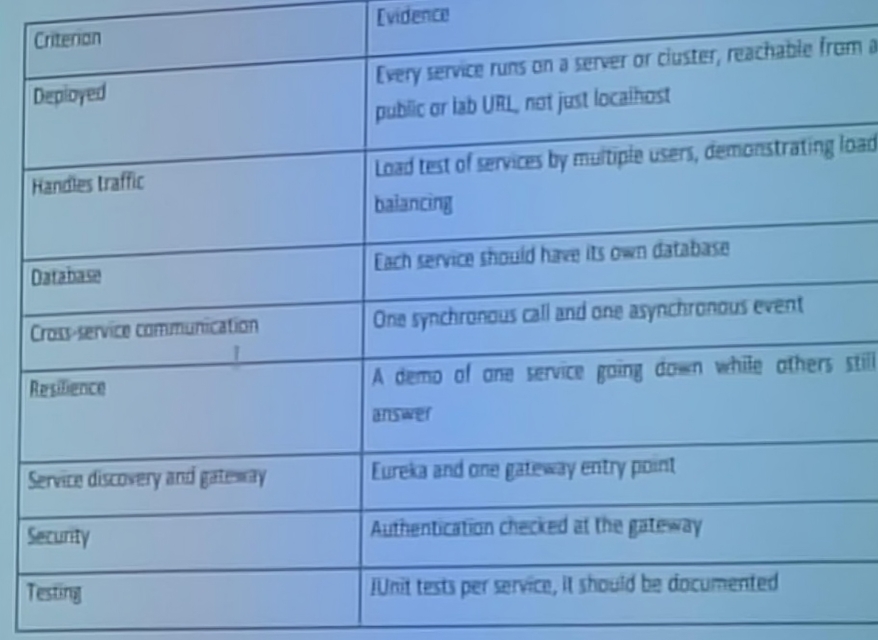 Criterion
Evidence
Deployed
Every service runs on a server or cluster, reachable from a
public or lab URL, not just localhost
Handles traffic
Load test of services by multiple users, demonstrating load
balancing
Database
Each service should have its own database
Cross-service communication
One synchronous call and one asynchronous event
Resilience
A demo of one service going down while others still
answer
Service discovery and gateway
Eureka and one gateway entry point
Security
Authentication checked at the gateway
Testing
JUnit tests per service, it should be documented